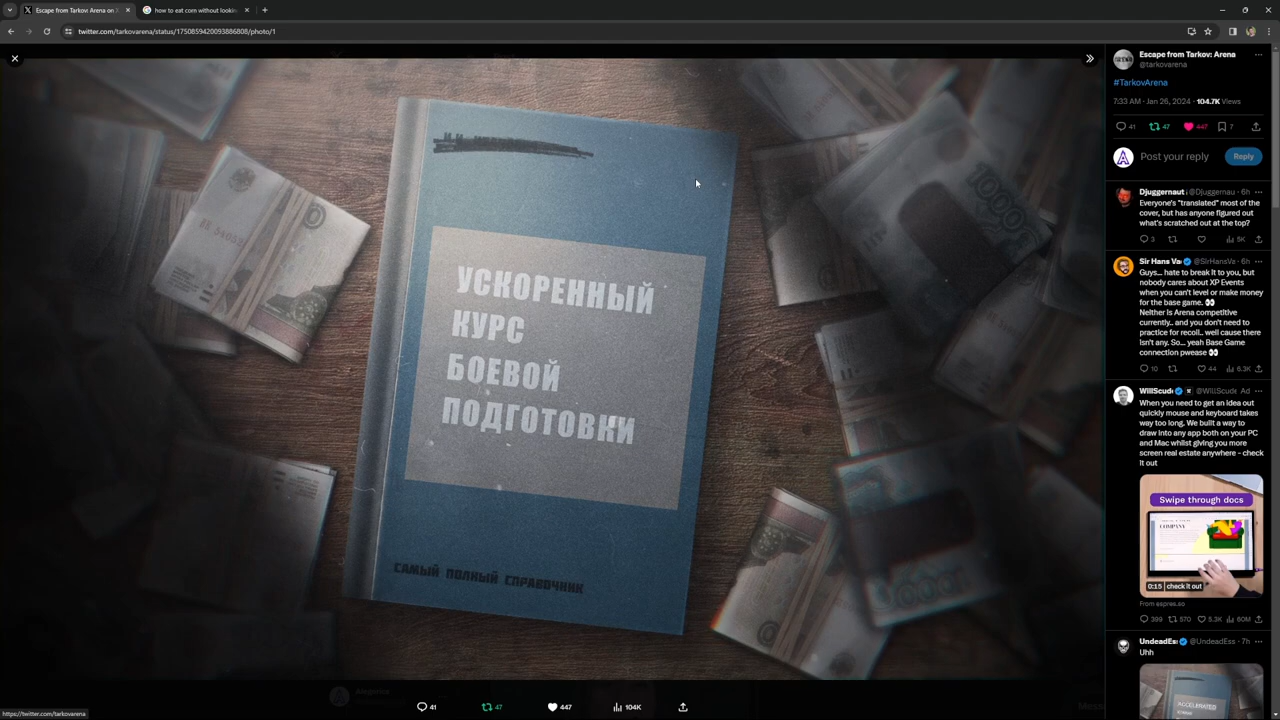 Escape from Tarkov: Arena on X
how to eat corn without lookin
twitter.com/tarkovarena/status/1750859420093886808/photo/1
УСКОРЕННЫЙ
КУРС
БОЕВОЙ
ПОДГОТОВКИ
САМЫЙ ПОЛНЫЙ СПРАВОЧНИК
41
47
447
104K
https://twitter.com/tarkovarena
Escape from Tarkov: Arena
@tarkovarena
#TarkovArena
7:33 AM · Jan 26, 2024 · 104.7K Views
41 47 447 7
Post your reply
Reply
Djuggernaut @Djuggernau · 6h
Everyone's "translated" most of the
cover, but has anyone figured out
what's scratched out at the top?
3 5K
Sir Hans Va @SirHansVa · 6h
Guys... hate to break it to you, but
nobody cares about XP Events
when you can't level or make money
for the base game. 👀
Neither is Arena competitive
currently.. and you don't need to
practice for recoil.. well cause there
isn't any. So... yeah Base Game
connection pwease 👀
10 44 6.3K
WillScude @WillScude Ad
When you need to get an idea out
quickly mouse and keyboard takes
way too long. We built a way to
draw into any app both on your PC
and Mac whilst giving you more
screen real estate anywhere - check
it out
Swipe through docs
COMPANY
0:15 check it out
From espres.so
399 570 5.3K 60M
UndeadEs @UndeadEss · 7h
Uhh
ACCELERATED